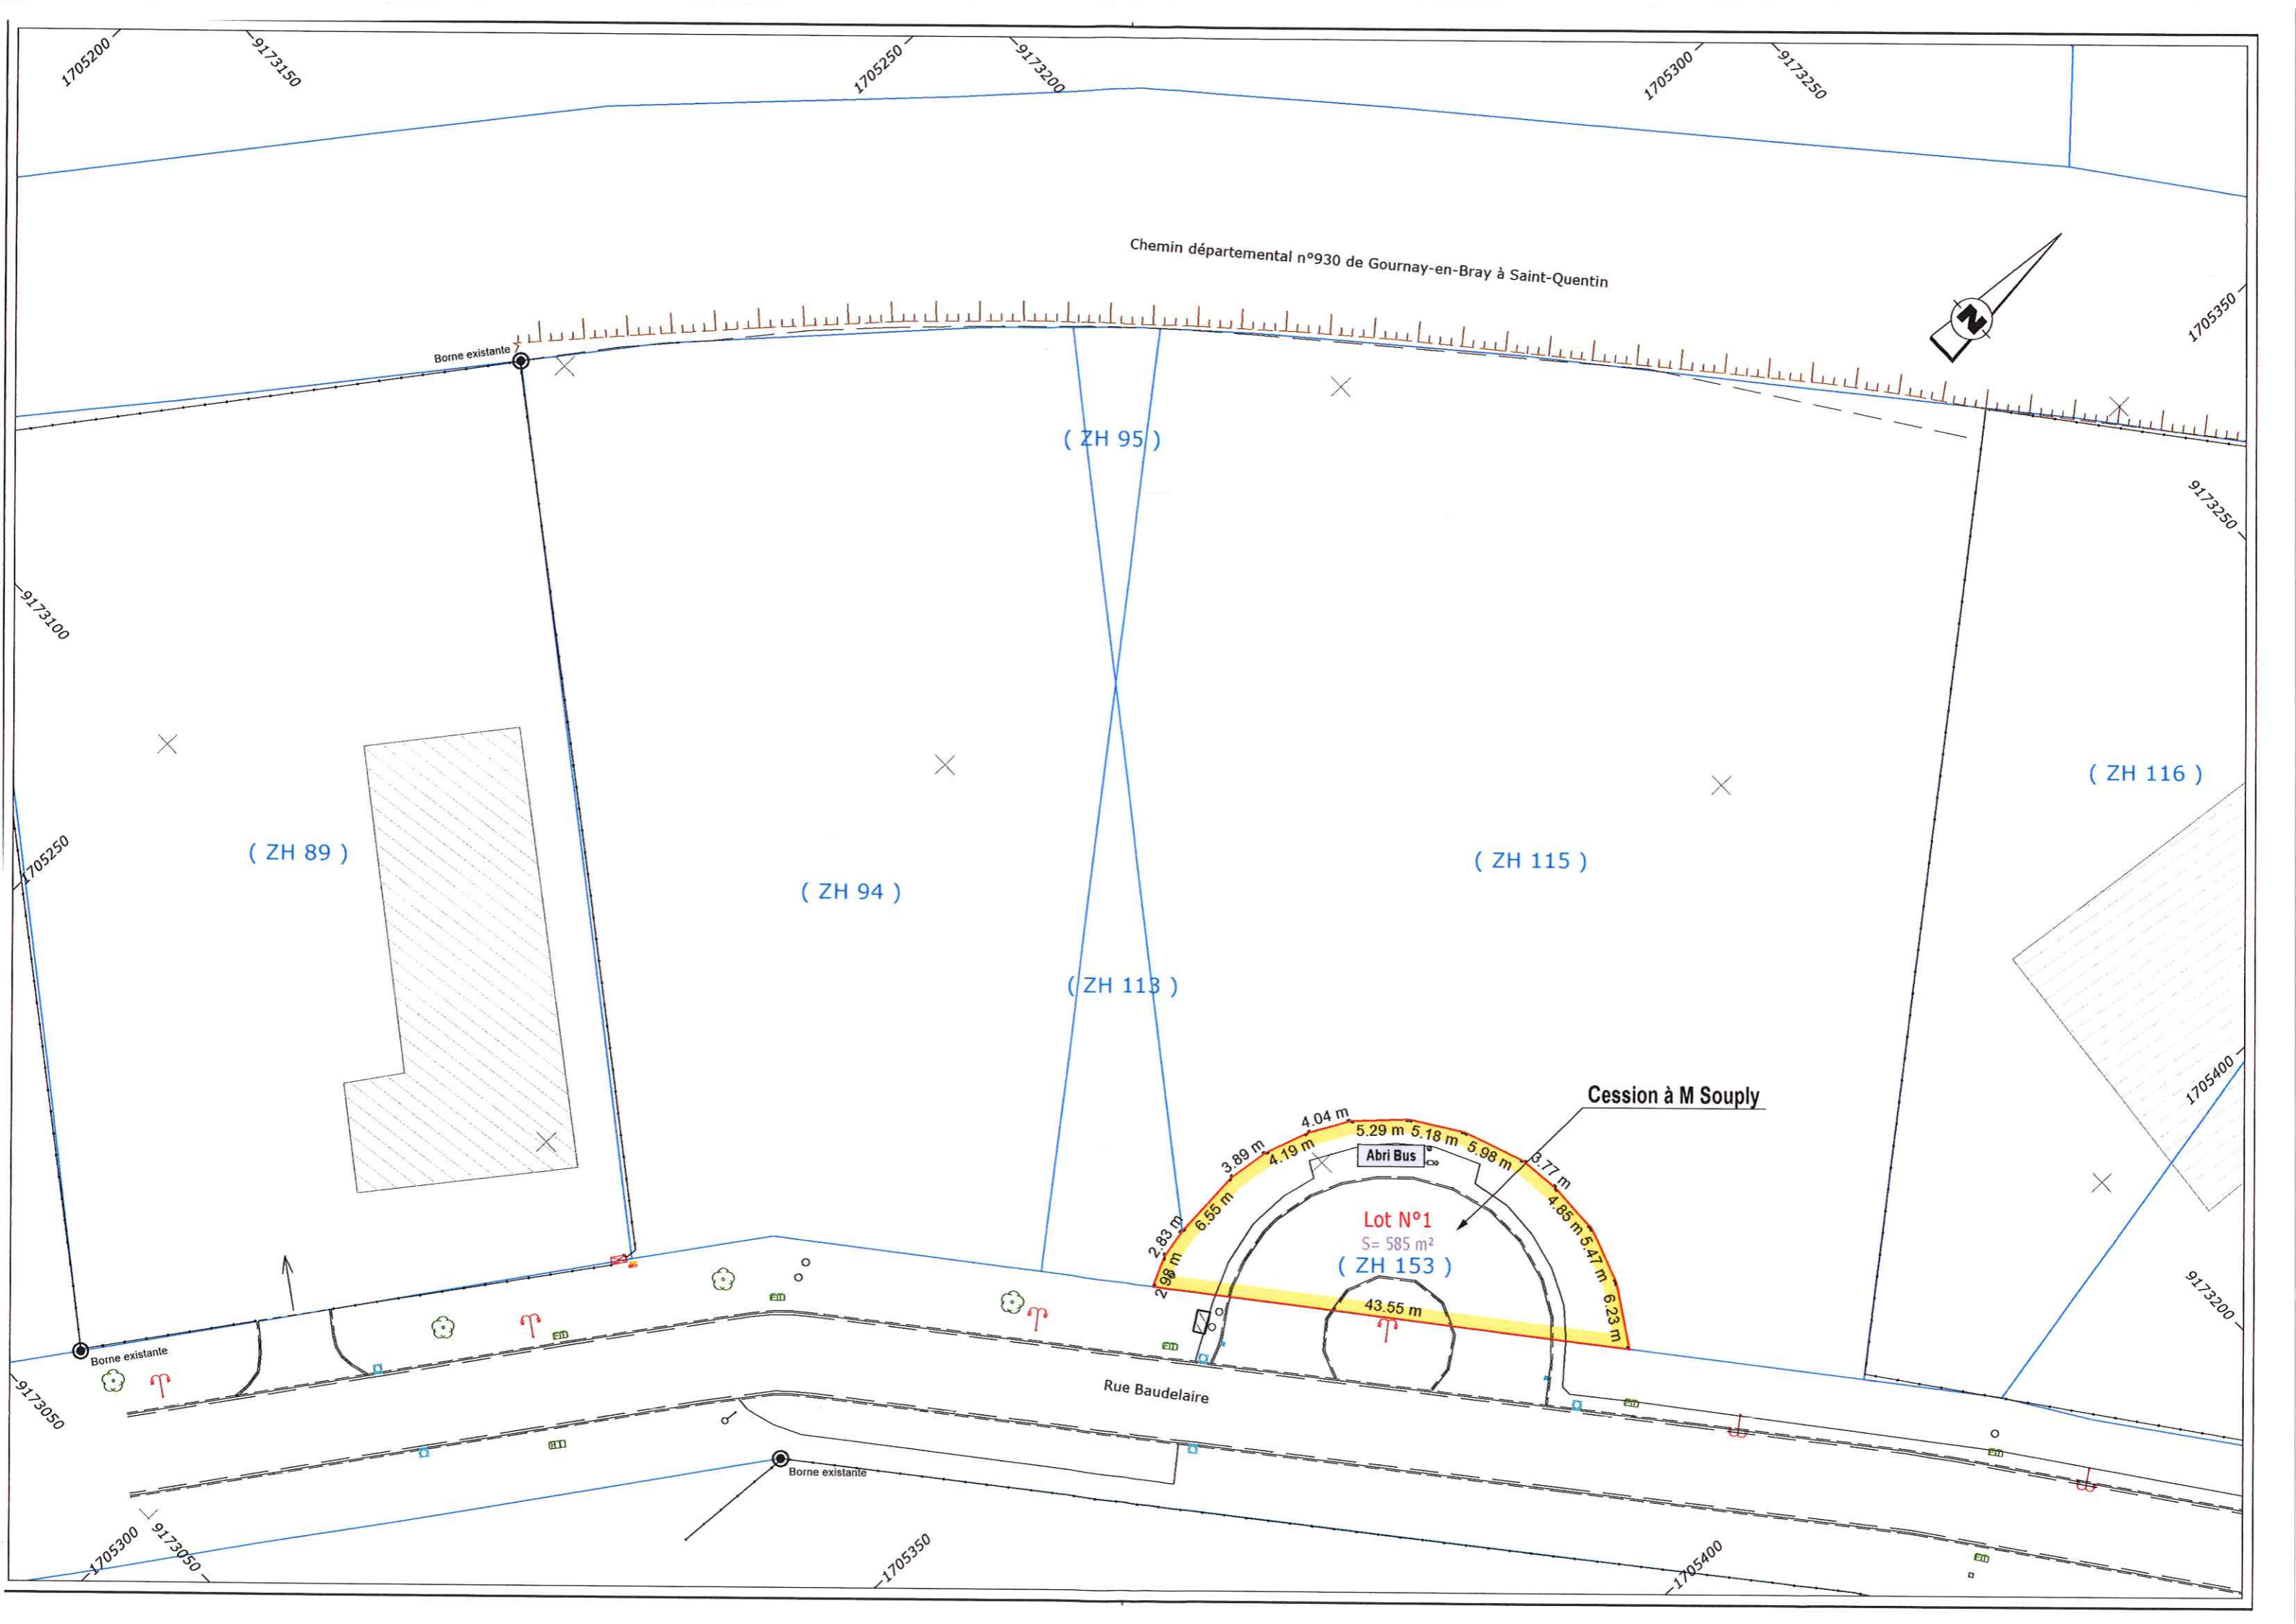 1705200
9173150
1705250
9173200
1705300
9173250
Chemin départemental n°930 de Gournay-en-Bray à Saint-Quentin
N
1705350
Borne existante
( ZH 95 )
9173250
9173100
( ZH 116 )
1705250
( ZH 89 )
( ZH 94 )
( ZH 115 )
( ZH 113 )
1705400
Cession à M Souply
4.04 m
5.29 m
5.18 m
5.98 m
3.77 m
3.89 m
4.19 m
Abri Bus
6.55 m
4.85 m
2.83 m
5.47 m
2.98 m
6.23 m
Lot N°1
S= 585 m²
( ZH 153 )
43.55 m
9173200
Borne existante
Rue Baudelaire
9173050
Borne existante
1705300
9173050
1705350
1705400